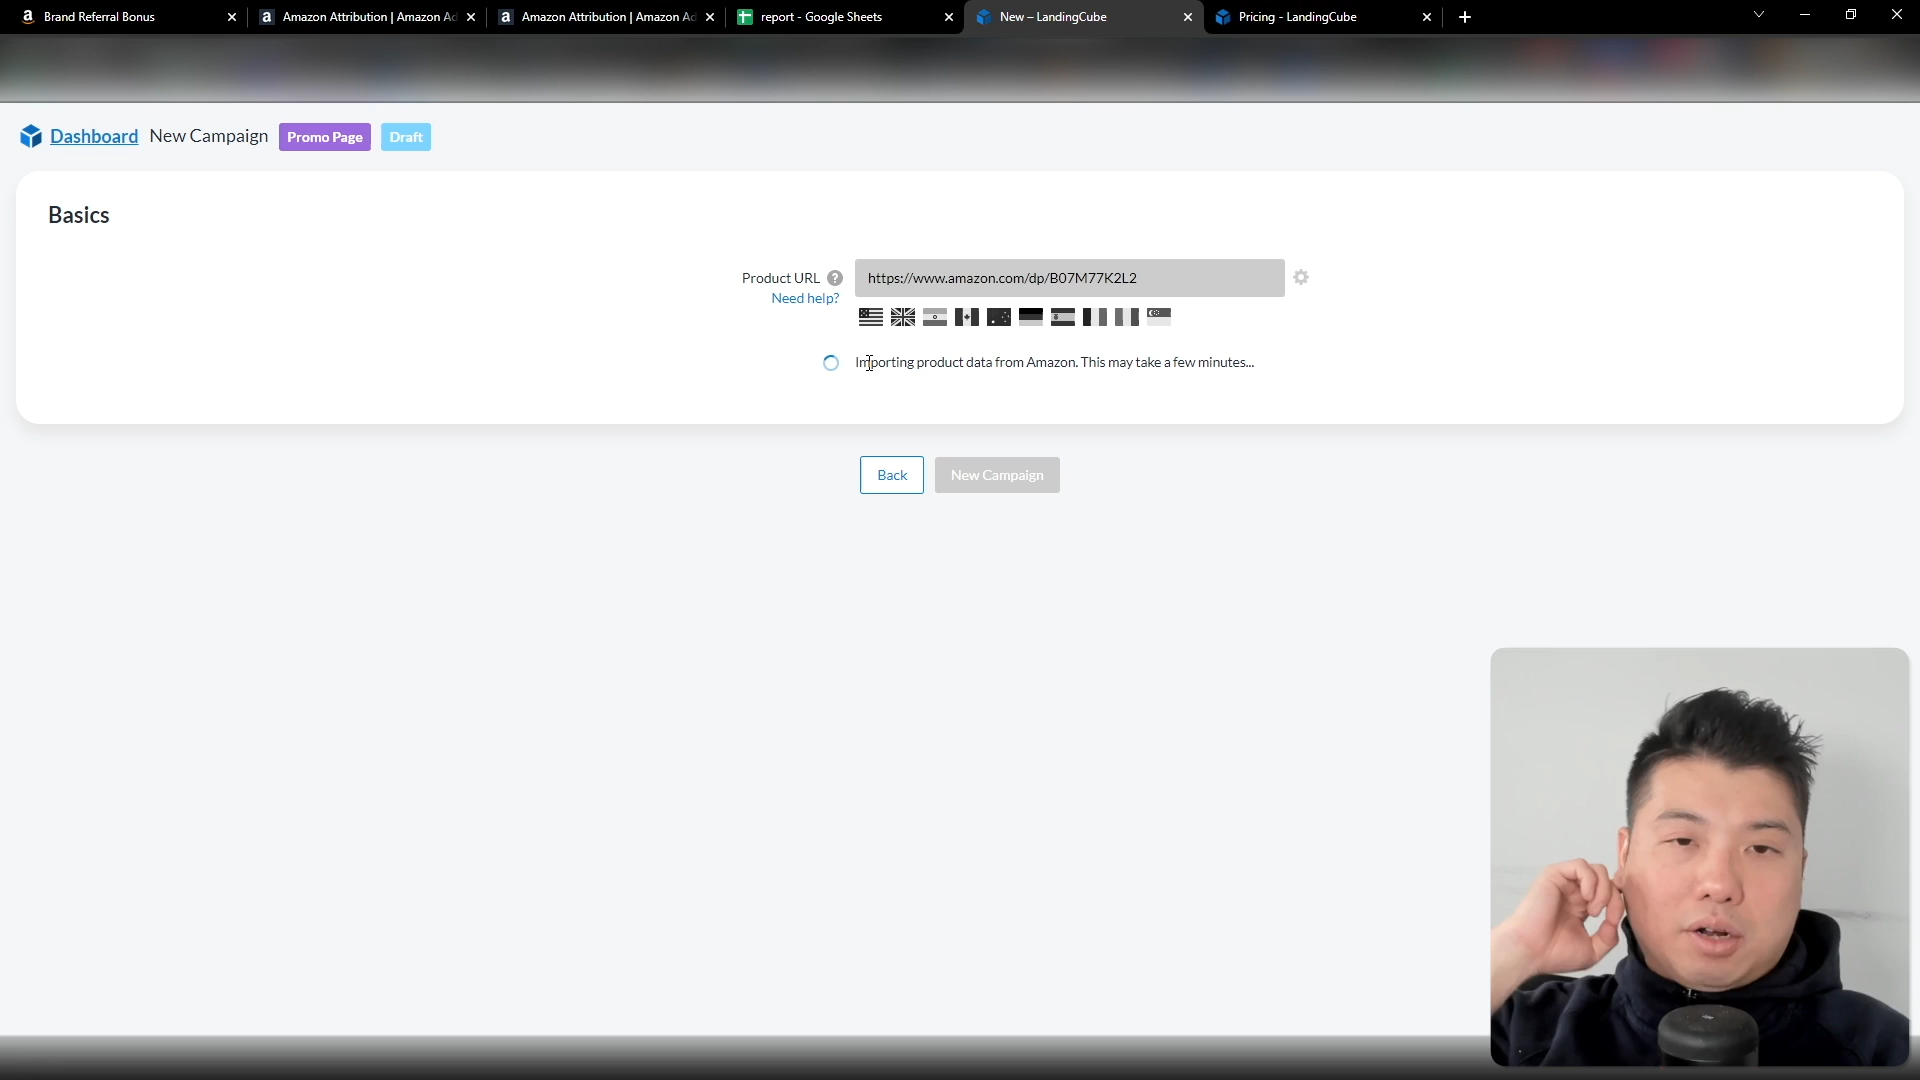 Brand Referral Bonus
Amazon Attribution | Amazon Ad
Amazon Attribution | Amazon Ad
report - Google Sheets
New – LandingCube
Pricing - LandingCube
Dashboard New Campaign Promo Page Draft
Basics
Product URL ? https://www.amazon.com/dp/B07M77K2L2
Need help?
Importing product data from Amazon. This may take a few minutes...
Back New Campaign